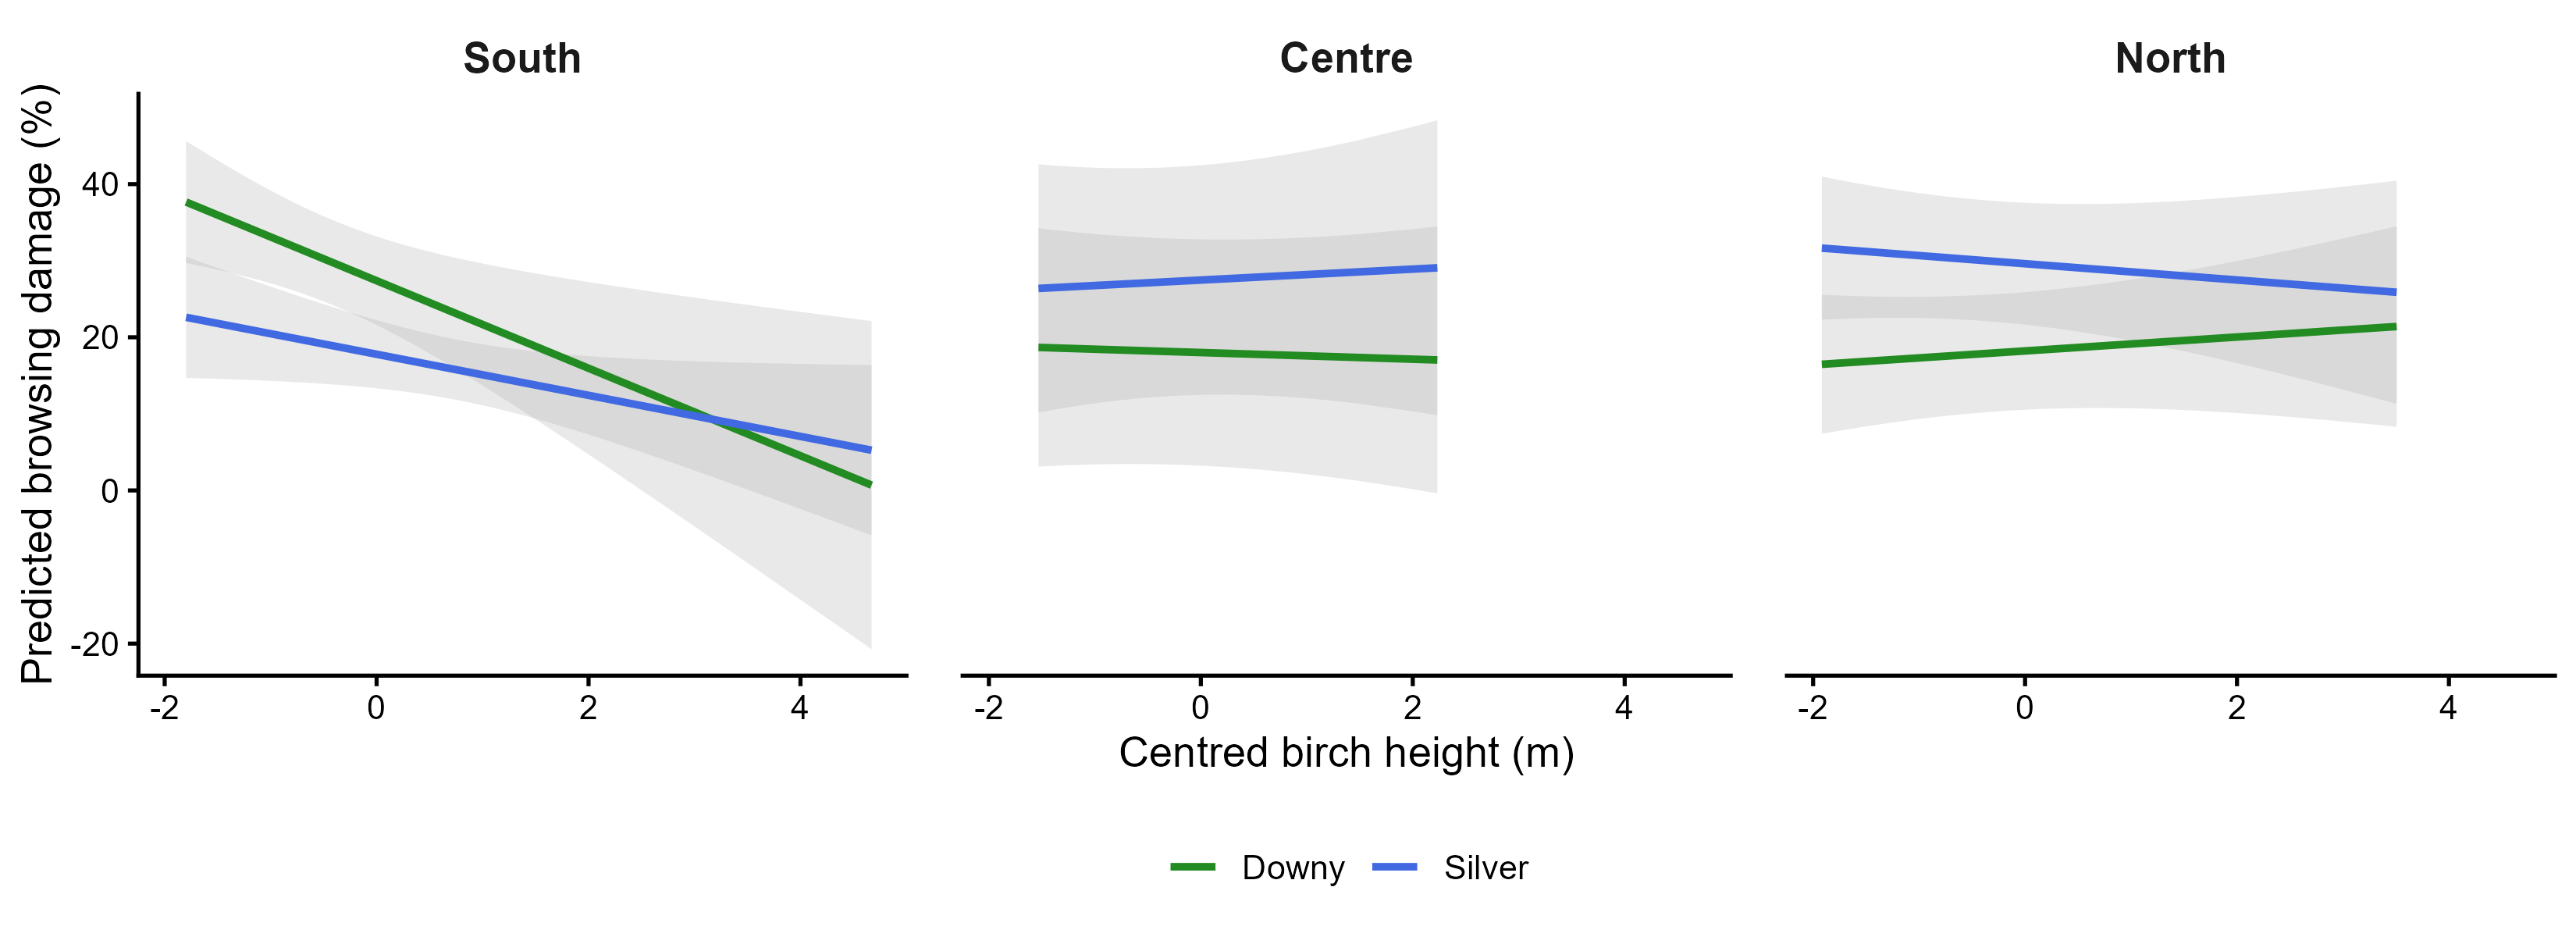 South Centre North
Predicted browsing damage (%)
40
20
0
-20
-2 0 2 4 -2 0 2 4 -2 0 2 4
Centred birch height (m)
Downy Silver